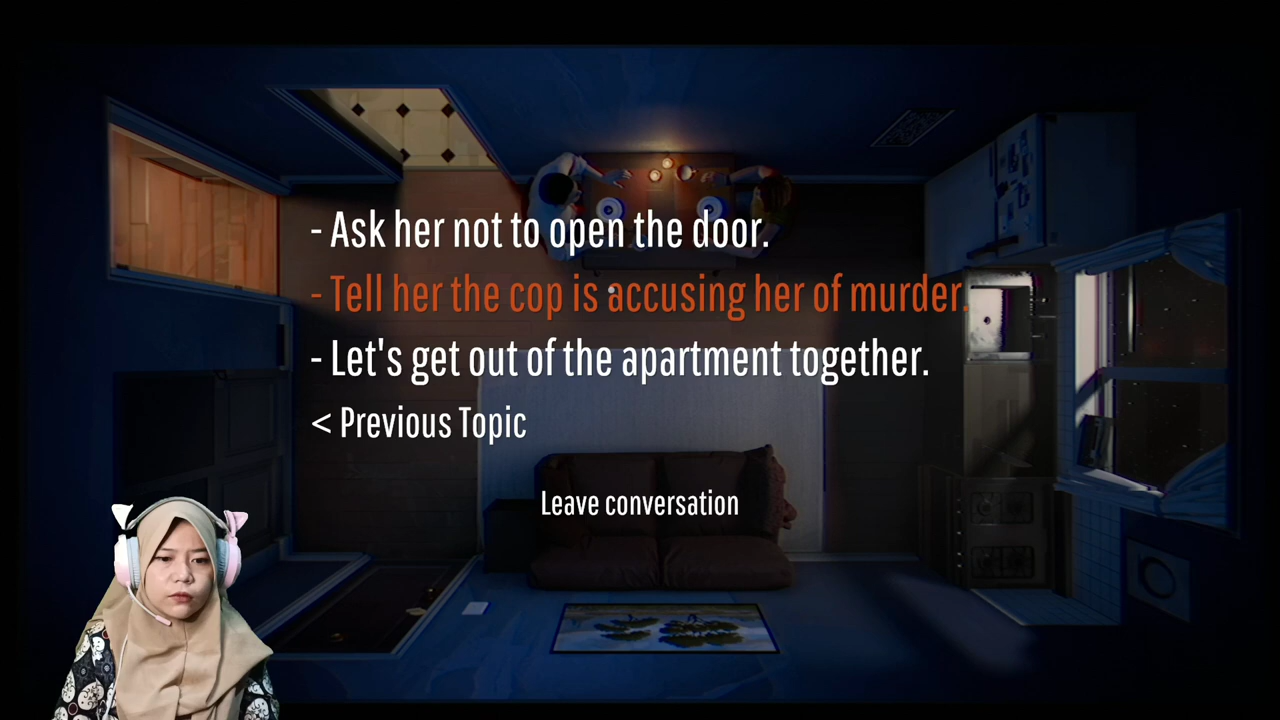 - Ask her not to open the door.
- Tell her the cop is accusing her of murder.
- Let's get out of the apartment together.
< Previous Topic
Leave conversation